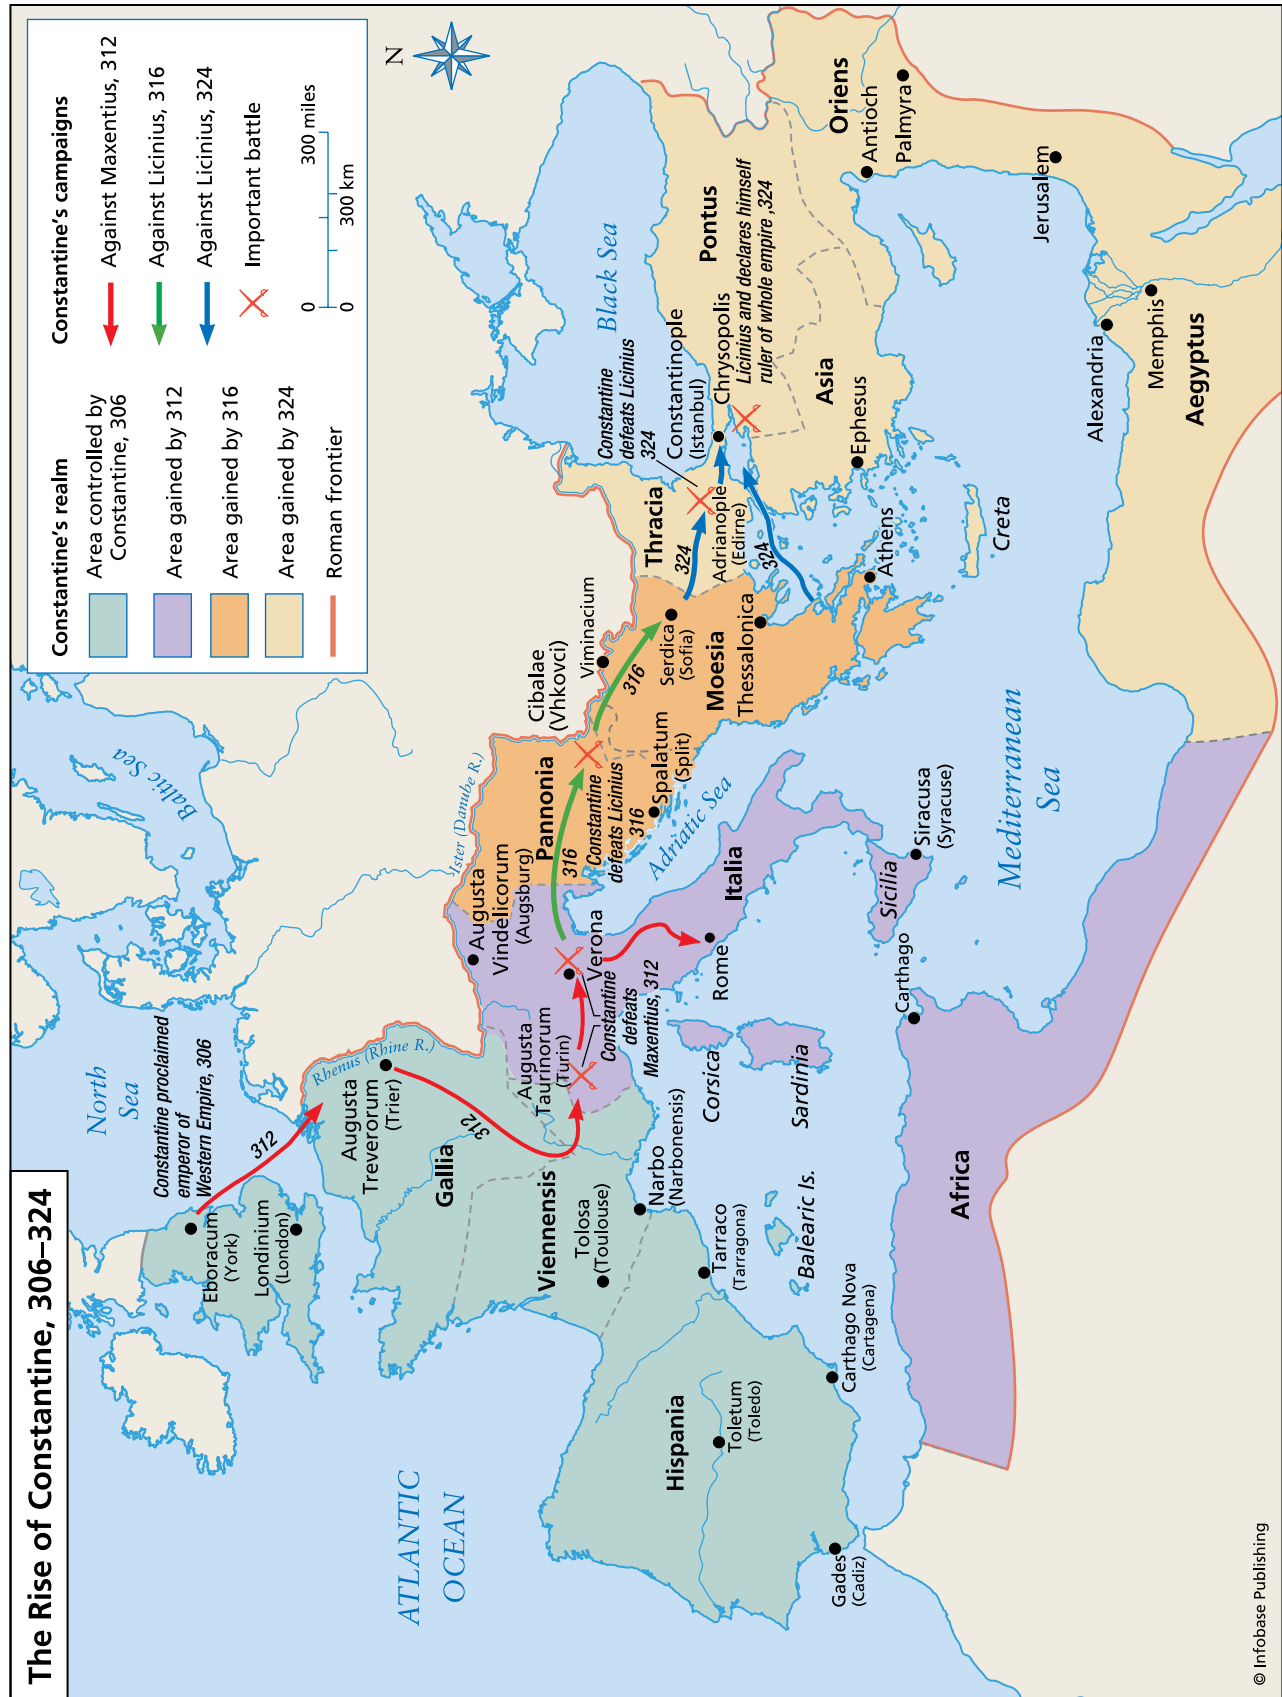 The Rise of Constantine, 306–324
Constantine's realm
Area controlled by
Constantine, 306
Area gained by 312
Area gained by 316
Area gained by 324
Roman frontier
Constantine's campaigns
Against Maxentius, 312
Against Licinius, 316
Against Licinius, 324
Important battle
0
300 miles
0
300 km
N
North
Sea
Baltic Sea
Constantine proclaimed
emperor of
Western Empire, 306
312
Eboracum
(York)
Londinium
(London)
Rhenus (Rhine R.)
Augusta
Treverorum
(Trier)
312
Gallia
ATLANTIC
OCEAN
Viennensis
Tolosa
(Toulouse)
Narbo
(Narbonensis)
Hispania
Tarraco
(Tarragona)
Toletum
(Toledo)
Carthago Nova
(Cartagena)
Gades
(Cadiz)
Balearic Is.
Ister (Danube R.)
Augusta
Vindelicorum
(Augsburg)
Augusta
Taurinorum
(Turin)
Verona
Constantine
defeats
Maxentius, 312
Corsica
Sardinia
Rome
Italia
Adriatic Sea
Sicilia
Siracusa
(Syracuse)
Carthago
Africa
Pannonia
316
Constantine
defeats Licinius
316
Cibalae
(Vhkovci)
Viminacium
316
Spalatum
(Split)
Serdica
(Sofia)
Moesia
Thessalonica
Thracia
324
Adrianople
(Edirne)
324
Constantine
defeats Licinius
324
Constantinople
(Istanbul)
Black Sea
Chrysopolis
Licinius and declares himself
ruler of whole empire ,324
Pontus
Asia
Ephesus
Athens
Creta
Oriens
Antioch
Palmyra
Jerusalem
Mediterranean
Sea
Alexandria
Memphis
Aegyptus
© Infobase Publishing